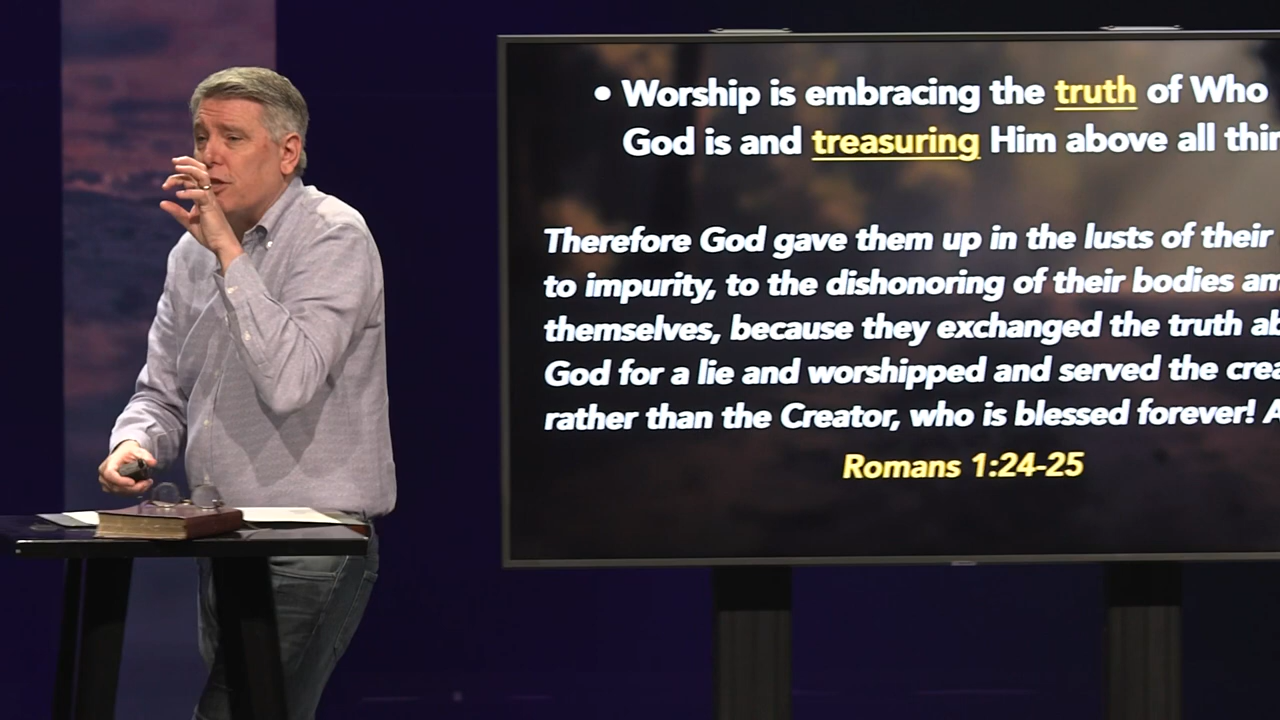 • Worship is embracing the truth of Who
God is and treasuring Him above all thin
Therefore God gave them up in the lusts of their
to impurity, to the dishonoring of their bodies am
themselves, because they exchanged the truth ab
God for a lie and worshipped and served the crea
rather than the Creator, who is blessed forever! A
Romans 1:24-25